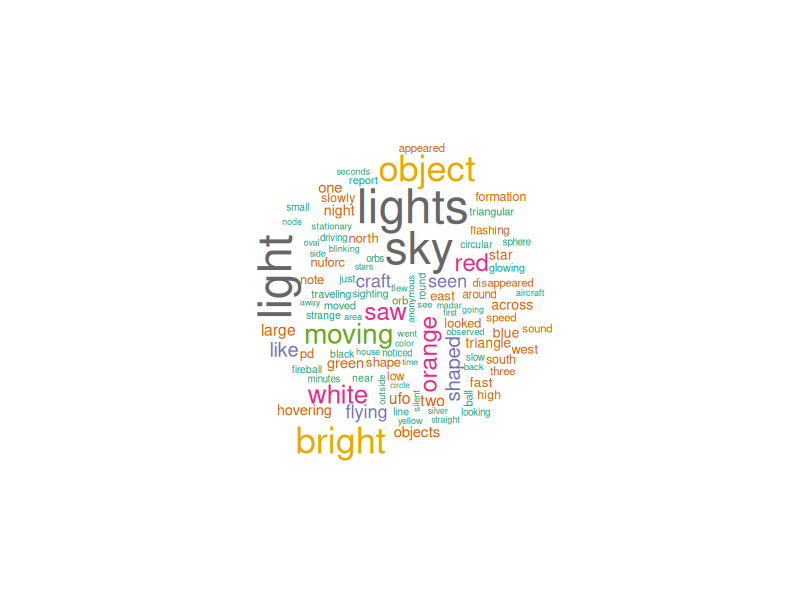 appeared
object
seconds
report
one
slowly
night
lights
formation
triangular
small
node
stationary
flashing
driving
north
oval
blinking
side
sky
circular
sphere
light
nuforc
orbs
stars
red
star
glowing
note
just
craft
flew
anonymous
round
seen
disappeared
aircraft
traveling
sighting
orb
east
around
away
moved
saw
see
madar
first
going
across
strange
area
looked
speed
large
moving
went
color
orange
shaped
observed
blue
sound
like
pd
black
house
noticed
triangle
west
green
shape
time
slow
back
south
fireball
minutes
near
low
circle
three
fast
white
outside
ufo
silent
two
ball
high
hovering
flying
line
yellow
silver
straight
looking
bright
objects